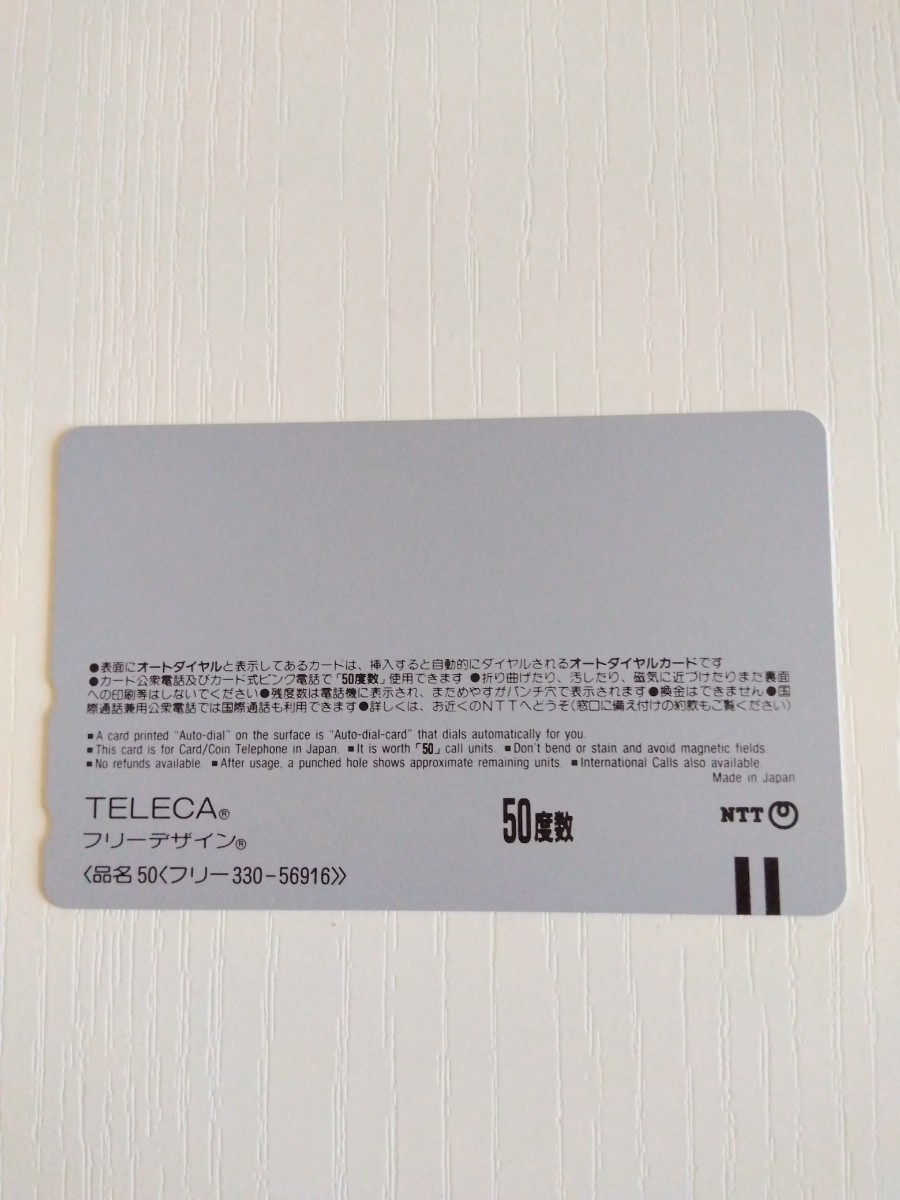 ●表面にオートダイヤルと表示してあるカードは、挿入すると自動的にダイヤルされるオートダイヤルカードです
●カード公衆電話及びカード式ピンク電話で「50度数」使用できます ●折り曲げたり、汚したり、磁気に近づけたりまた裏面
への印刷等はしないでください●残度数は電話機に表示され、まためやすがパンチ穴で表示されます●換金はできません●国
際通話兼用公衆電話では国際通話も利用できます●詳しくは、お近くのNTTへどうぞ(窓口に備え付けの約款もご覧ください)
■A card printed "Auto-dial" on the surface is "Auto-dial-card" that dials automatically for you.
■This card is for Card/Coin Telephone in Japan. ■It is worth「50」call units. ■Don't bend or stain and avoid magnetic fields.
■No refunds available. ■After usage, a punched hole shows approximate remaining units. ■International Calls also available.
Made in Japan
TELECA®
フリーデザイン®
〈品名 50〈フリー330-56916〉〉
50度数
NTT